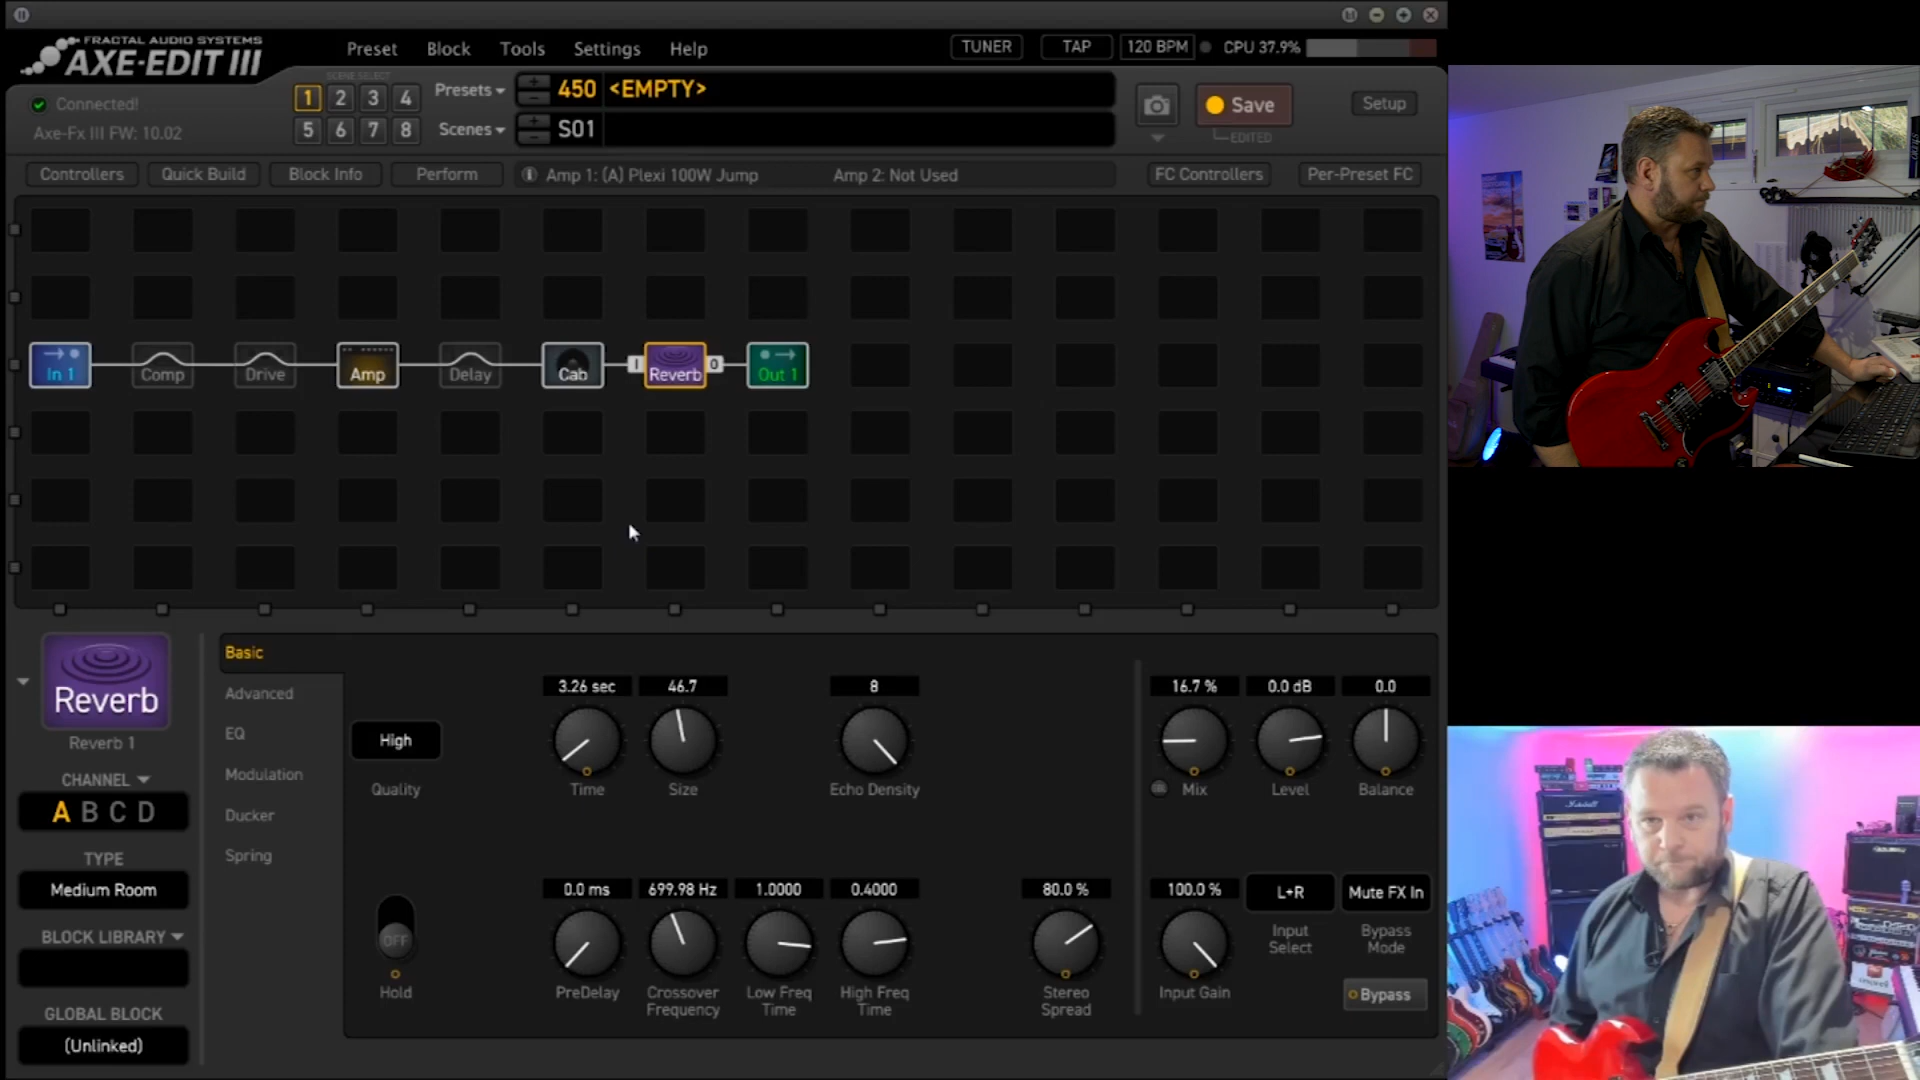 FRACTAL AUDIO SYSTEMS
AXE-EDIT III
Preset Block Tools Settings Help
TUNER TAP 120 BPM CPU 37.9%
SCENE SELECT
Connected!
Axe-Fx III FW: 10.02
1 2 3 4
5 6 7 8
Presets 450 <EMPTY>
Scenes S01
Save
EDITED
Setup
Controllers Quick Build Block Info Perform
Amp 1: (A) Plexi 100W Jump Amp 2: Not Used
FC Controllers Per-Preset FC
In 1 Comp Drive Amp Delay Cab I Reverb O Out 1
Reverb
Reverb 1
CHANNEL
A B C D
TYPE
Medium Room
BLOCK LIBRARY
GLOBAL BLOCK
(Unlinked)
Basic
Advanced
EQ
Modulation
Ducker
Spring
High
Quality
OFF
Hold
3.26 sec 46.7 8 16.7 % 0.0 dB 0.0
Time Size Echo Density Mix Level Balance
0.0 ms 699.98 Hz 1.0000 0.4000 80.0 % 100.0 % L+R Mute FX In
PreDelay Crossover Frequency Low Freq Time High Freq Time Stereo Spread Input Gain Input Select Bypass Mode
Bypass
Marshall